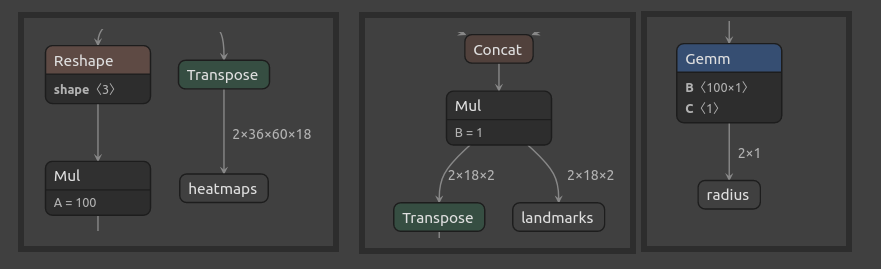 Reshape
shape 〈3〉
Mul
A = 100
Transpose
2×36×60×18
heatmaps
Concat
Mul
B = 1
2×18×2
2×18×2
Transpose
landmarks
Gemm
B 〈100×1〉
C 〈1〉
2×1
radius